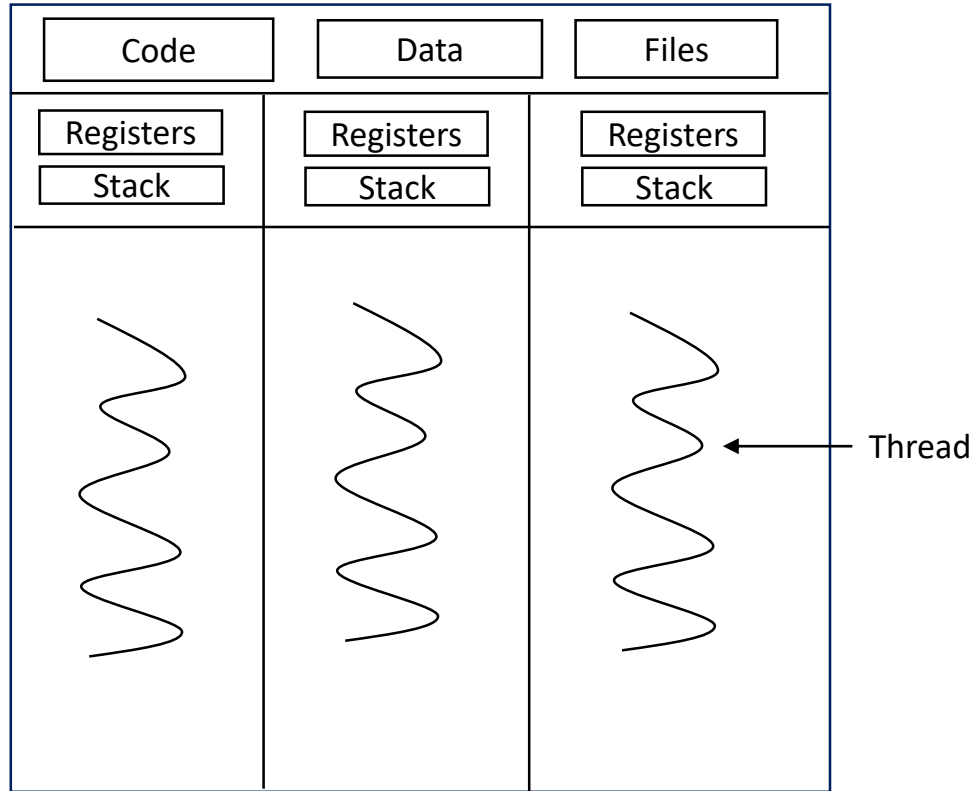 Code Data Files
Registers Registers Registers
Stack Stack Stack
Thread